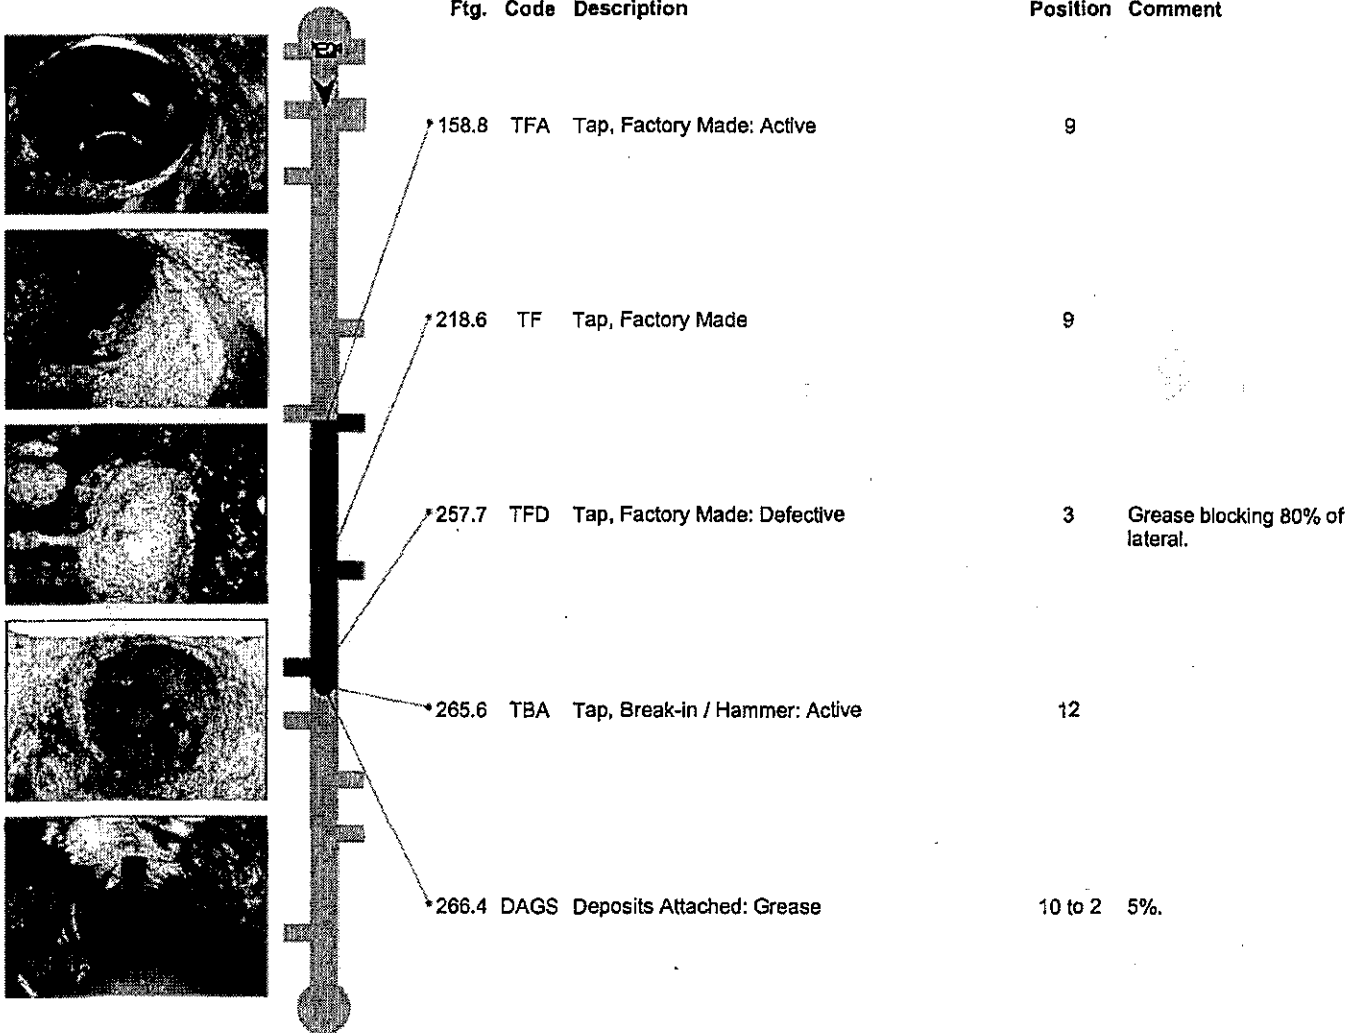 Ftg. Code Description Position Comment
158.8 TFA Tap, Factory Made: Active 9
218.6 TF Tap, Factory Made 9
257.7 TFD Tap, Factory Made: Defective 3 Grease blocking 80% of
lateral.
265.6 TBA Tap, Break-in / Hammer: Active 12
266.4 DAGS Deposits Attached: Grease 10 to 2 5%.